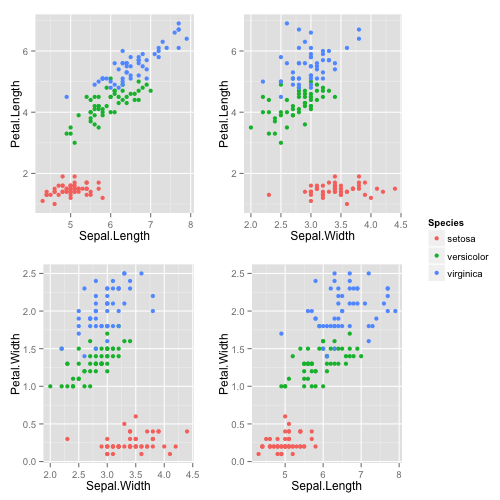 Petal.Length
6
4
2
5 6 7 8
Sepal.Length
Petal.Length
6
4
2
2.0 2.5 3.0 3.5 4.0 4.5
Sepal.Width
Species
setosa
versicolor
virginica
Petal.Width
2.5
2.0
1.5
1.0
0.5
0.0
2.0 2.5 3.0 3.5 4.0 4.5
Sepal.Width
Petal.Width
2.5
2.0
1.5
1.0
0.5
0.0
5 6 7 8
Sepal.Length